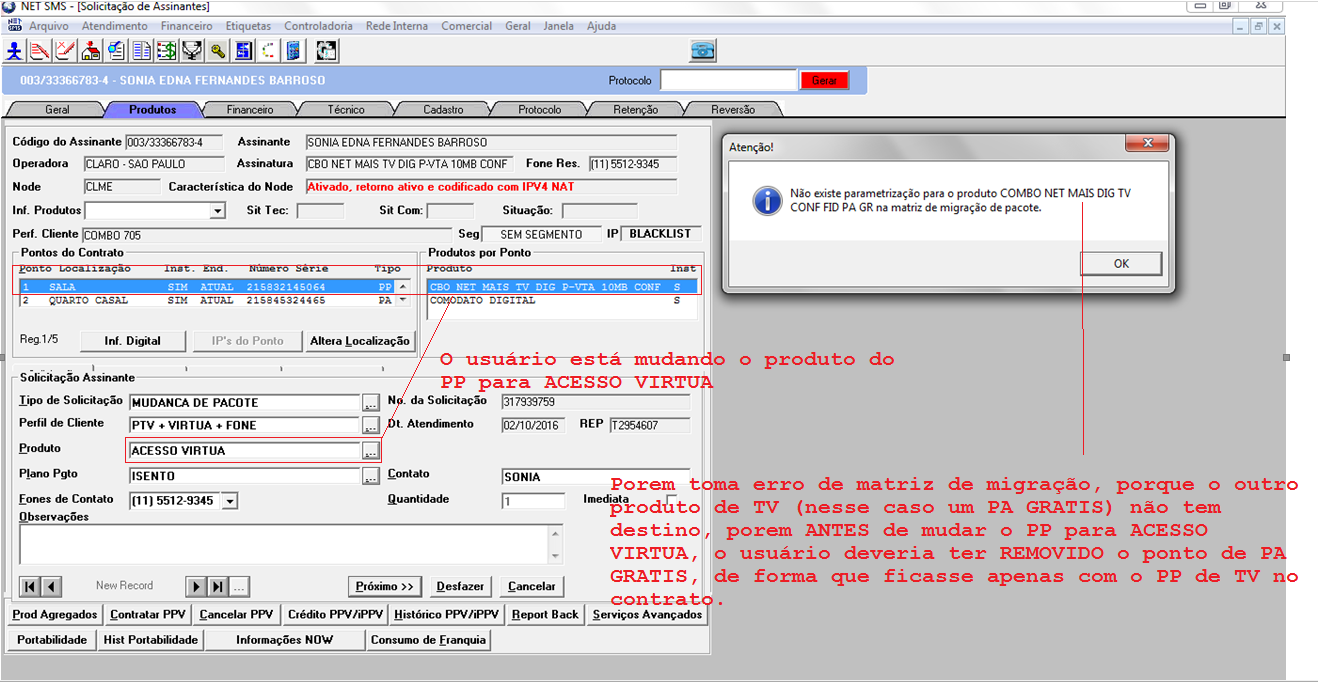 NET SMS - [Solicitação de Assinantes]
Arquivo Atendimento Financeiro Etiquetas Controladoria Rede Interna Comercial Geral Janela Ajuda
003/33366783-4 - SONIA EDNA FERNANDES BARROSO Protocolo Gerar
Geral Produtos Financeiro Técnico Cadastro Protocolo Retenção Reversão
Código do Assinante 003/33366783-4 Assinante SONIA EDNA FERNANDES BARROSO
Operadora CLARO - SAO PAULO Assinatura CBO NET MAIS TV DIG P-VTA 10MB CONF Fone Res. (11) 5512-9345
Node CLME Característica do Node Ativado, retorno ativo e codificado com IPV4 NAT
Inf. Produtos Sit Tec: Sit Com: Situação:
Perf. Cliente COMBO 705 Seg SEM SEGMENTO IP BLACKLIST
Pontos do Contrato Produtos por Ponto
Ponto Localização Inst. End. Número Série Tipo Produto Inst
1 SALA SIM ATUAL 215832145064 PP CBO NET MAIS TV DIG P-VTA 10MB CONF S
2 QUARTO CASAL SIM ATUAL 215845324465 PA COMODATO DIGITAL S
Reg.1/5 Inf. Digital IP's do Ponto Altera Localização
Atenção!
Não existe parametrização para o produto COMBO NET MAIS DIG TV
CONF FID PA GR na matriz de migração de pacote.
OK
O usuário está mudando o produto do
PP para ACESSO VIRTUA
Solicitação Assinante
Tipo de Solicitação MUDANCA DE PACOTE ... No. da Solicitação 317939759
Perfil de Cliente PTV + VIRTUA + FONE ... Dt. Atendimento 02/10/2016 REP T2954607
Produto ACESSO VIRTUA ...
Plano Pgto ISENTO ... Contato SONIA
Fones de Contato (11) 5512-9345 Quantidade 1 Imediata
Observações
Porem toma erro de matriz de migração, porque o outro
produto de TV (nesse caso um PA GRATIS) não tem
destino, porem ANTES de mudar o PP para ACESSO
VIRTUA, o usuário deveria ter REMOVIDO o ponto de PA
GRATIS, de forma que ficasse apenas com o PP de TV no
contrato.
New Record ... Próximo >> Desfazer Cancelar
Prod Agregados Contratar PPV Cancelar PPV Crédito PPV/iPPV Histórico PPV/iPPV Report Back Serviços Avançados
Portabilidade Hist Portabilidade Informações NOW Consumo de Franquia